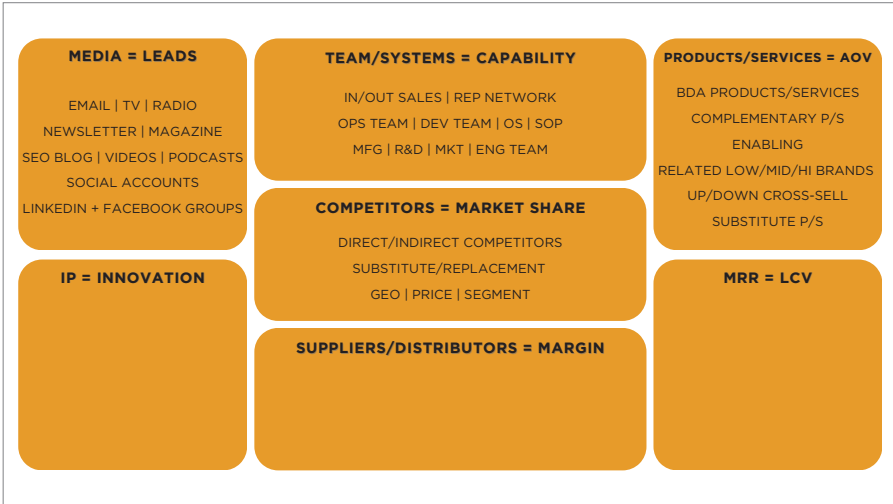 MEDIA = LEADS
EMAIL | TV | RADIO
NEWSLETTER | MAGAZINE
SEO BLOG | VIDEOS | PODCASTS
SOCIAL ACCOUNTS
LINKEDIN + FACEBOOK GROUPS
TEAM/SYSTEMS = CAPABILITY
IN/OUT SALES | REP NETWORK
OPS TEAM | DEV TEAM | OS | SOP
MFG | R&D | MKT | ENG TEAM
PRODUCTS/SERVICES = AOV
BDA PRODUCTS/SERVICES
COMPLEMENTARY P/S
ENABLING
RELATED LOW/MID/HI BRANDS
UP/DOWN CROSS-SELL
SUBSTITUTE P/S
COMPETITORS = MARKET SHARE
DIRECT/INDIRECT COMPETITORS
SUBSTITUTE/REPLACEMENT
GEO | PRICE | SEGMENT
IP = INNOVATION
SUPPLIERS/DISTRIBUTORS = MARGIN
MRR = LCV